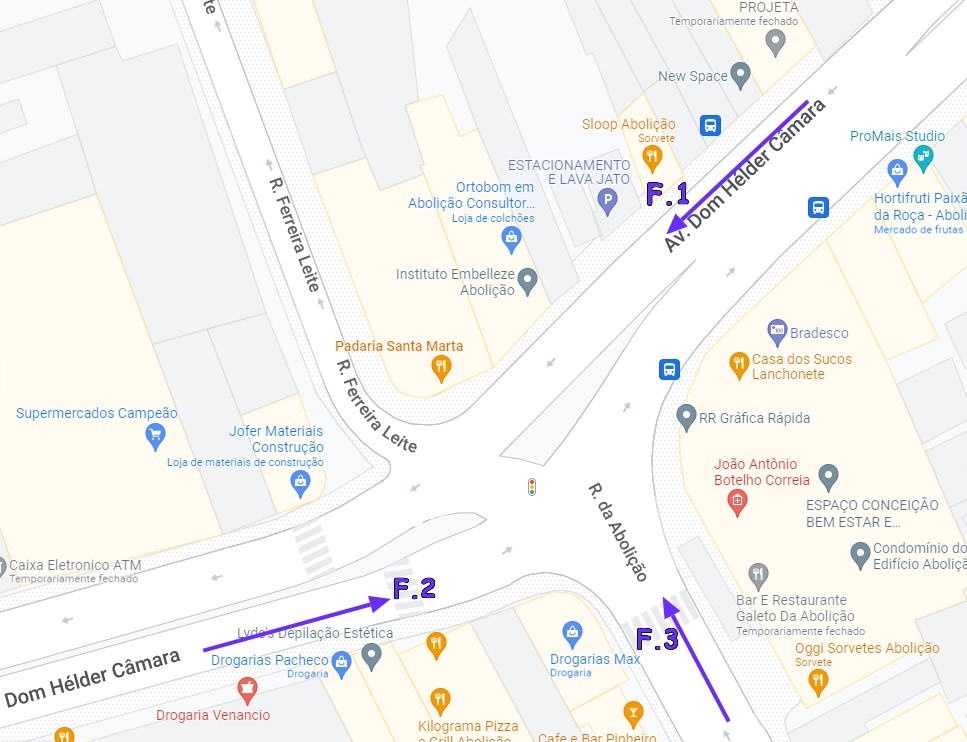 te
PROJETA
Temporariamente fechado
New Space
Sloop Abolição
Sorvete
Av. Dom Hélder Câmara
ProMais Studio
ESTACIONAMENTO
E LAVA JATO
P
F.1
R. Ferreira Leite
Ortobom em
Abolição Consultor...
Loja de colchões
Hortifruti Paixã
da Roça - Aboli
Mercado de frutas
Instituto Embelleze
Abolição
Bradesco
Padaria Santa Marta
Casa dos Sucos
Lanchonete
R. Ferreira Leite
Supermercados Campeão
RR Gráfica Rápida
Jofer Materiais
Construção
Loja de materiais de construção
João Antônio
Botelho Correia
R. da Abolição
ESPAÇO CONCEIÇÃO
BEM ESTAR E...
Caixa Eletronico ATM
Temporariamente fechado
Condomínio do
Edifício Aboliçã
F.2
Bar E Restaurante
Galeto Da Abolição
Temporariamente fechado
F.3
Lyde's Depilação Estética
Dom Hélder Câmara
Drogarias Pacheco
Drogaria
Drogarias Max
Drogaria
Oggi Sorvetes Abolição
Sorvete
Drogaria Venancio
Kilograma Pizza
e Grill Abolição
Cafe e Bar Pinheiro